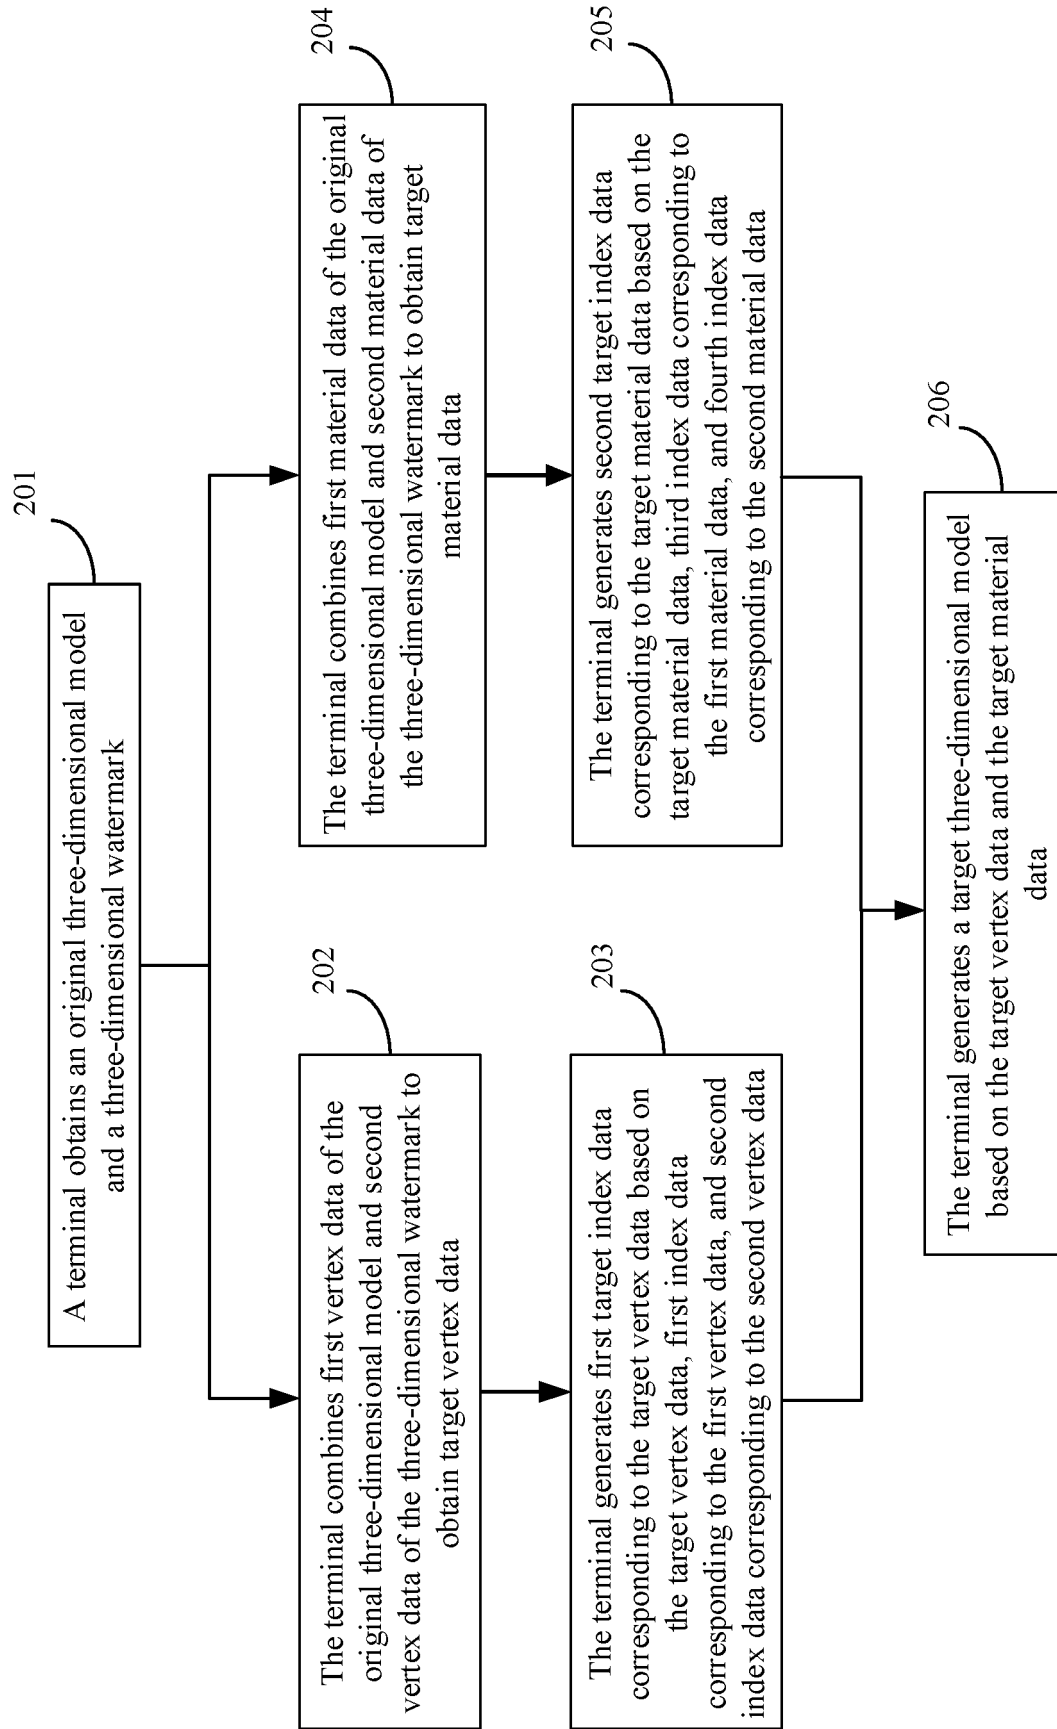 201
A terminal obtains an original three-dimensional model
and a three-dimensional watermark
202
The terminal combines first vertex data of the
original three-dimensional model and second
vertex data of the three-dimensional watermark to
obtain target vertex data
203
The terminal generates first target index data
corresponding to the target vertex data based on
the target vertex data, first index data
corresponding to the first vertex data, and second
index data corresponding to the second vertex data
204
The terminal combines first material data of the original
three-dimensional model and second material data of
the three-dimensional watermark to obtain target
material data
205
The terminal generates second target index data
corresponding to the target material data based on the
target material data, third index data corresponding to
the first material data, and fourth index data
corresponding to the second material data
206
The terminal generates a target three-dimensional model
based on the target vertex data and the target material
data